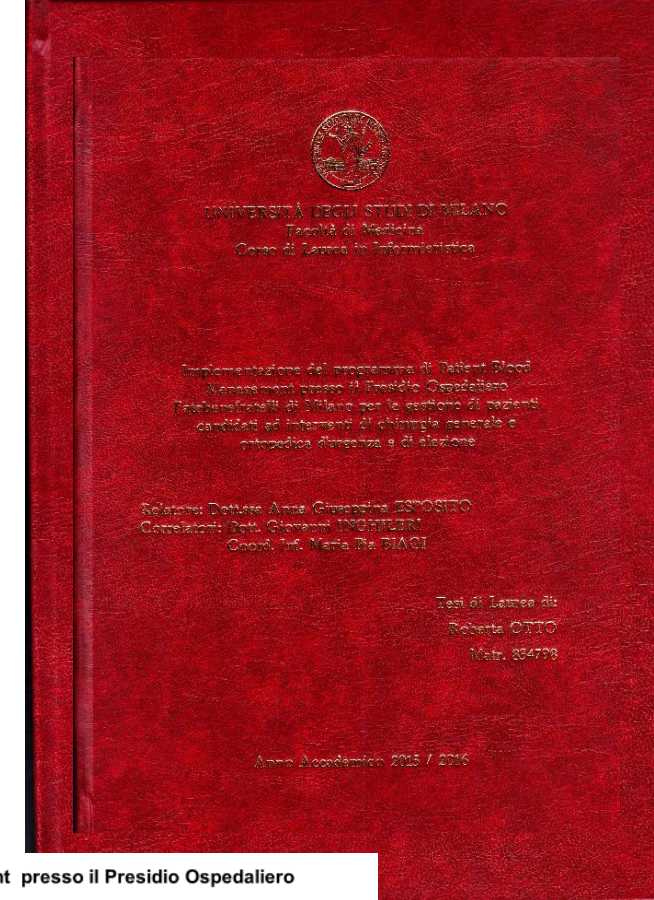 UNIVERSITÀ DEGLI STUDI DI MILANO
Facoltà di Medicina
Corso di Laurea in Infermieristica
Implementazione del programma di Patient Blood
Management presso il Presidio Ospedaliero
Fatebenefratelli di Milano per la gestione di pazienti
candidati ad interventi di chirurgia generale e
ortopedica d'urgenza e di elezione
Relatore: Dott.ssa Anna Giuseppina ESPOSITO
Correlatori: Dott. Giovanni INGHILERI
Coord. Inf. Maria Pia BIAGI
Tesi di Laurea di:
Roberta OTTO
Matr. 834798
Anno Accademico 2015 / 2016
nt presso il Presidio Ospedaliero